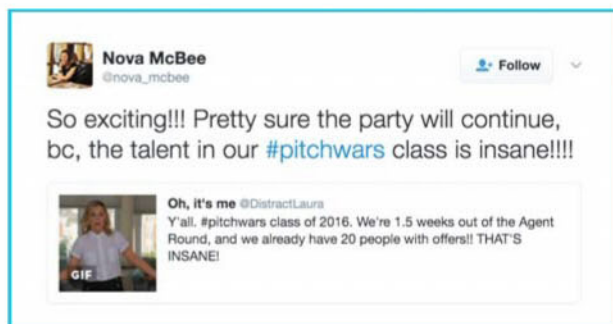 Nova McBee
@nova_mcbee
Follow
So exciting!!! Pretty sure the party will continue,
bc, the talent in our #pitchwars class is insane!!!!
Oh, it's me @DistractLaura
Y'all. #pitchwars class of 2016. We're 1.5 weeks out of the Agent
Round, and we already have 20 people with offers!! THAT'S
INSANE!
GIF